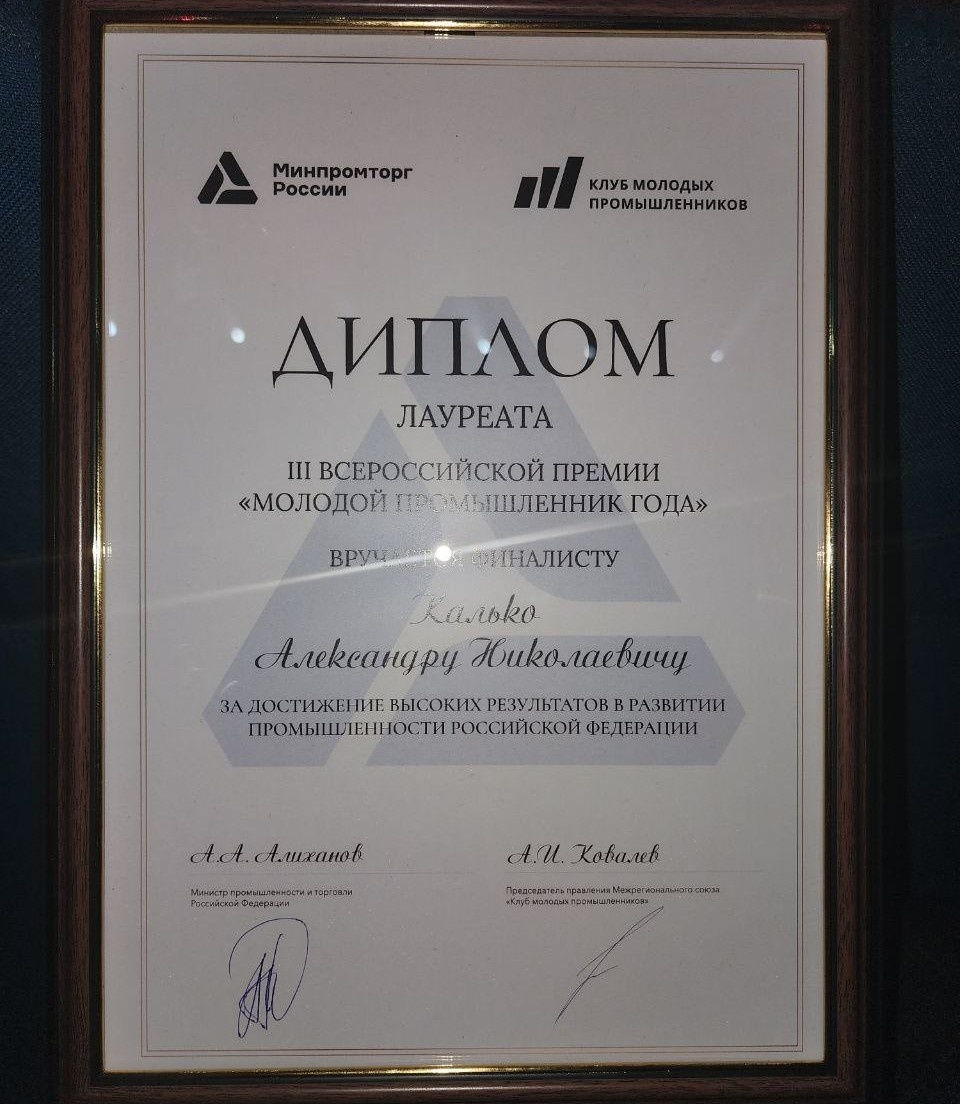 Минпромторг
России
КЛУБ МОЛОДЫХ
ПРОМЫШЛЕННИКОВ
ДИПЛОМ
ЛАУРЕАТА
III ВСЕРОССИЙСКОЙ ПРЕМИИ
«МОЛОДОЙ ПРОМЫШЛЕННИК ГОДА»
ВРУЧАЕТСЯ ФИНАЛИСТУ
Калько
Александру Николаевичу
ЗА ДОСТИЖЕНИЕ ВЫСОКИХ РЕЗУЛЬТАТОВ В РАЗВИТИИ
ПРОМЫШЛЕННОСТИ РОССИЙСКОЙ ФЕДЕРАЦИИ
А.А. Алиханов
Министр промышленности и торговли
Российской Федерации
А.И. Ковалев
Председатель правления Межрегионального союза
«Клуб молодых промышленников»